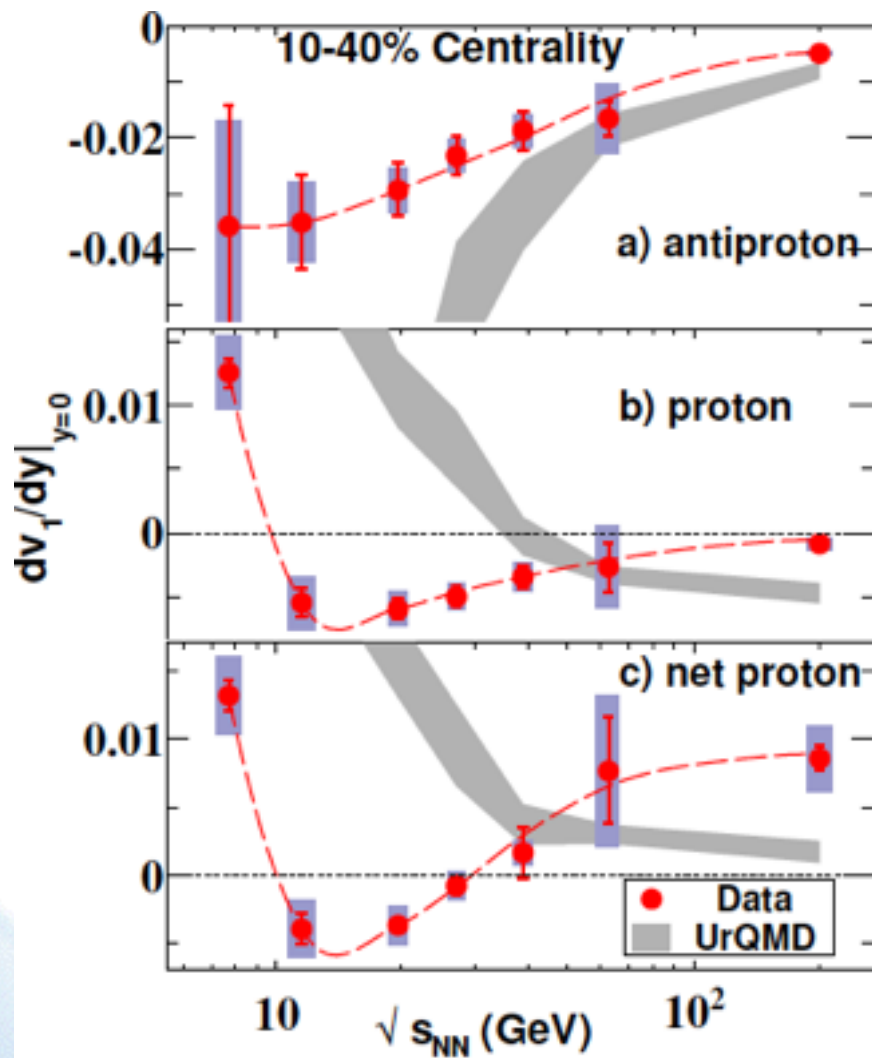 10-40% Centrality
0
-0.02
-0.04
a) antiproton
0.01
0
b) proton
dv₁/dy|y=0
0.01
0
c) net proton
Data
UrQMD
10
10²
√ sNN (GeV)